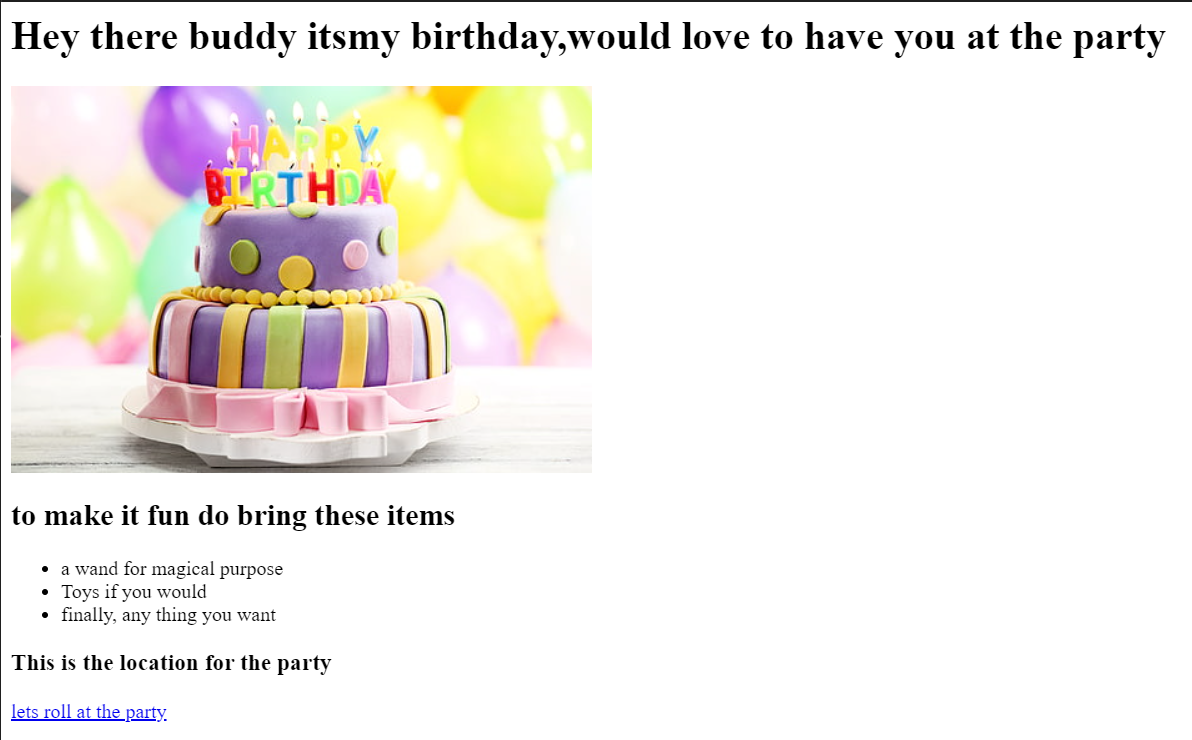 Hey there buddy itsmy birthday,would love to have you at the party
HAPPY
BIRTHDAY
to make it fun do bring these items
a wand for magical purpose
Toys if you would
finally, any thing you want
This is the location for the party
lets roll at the party